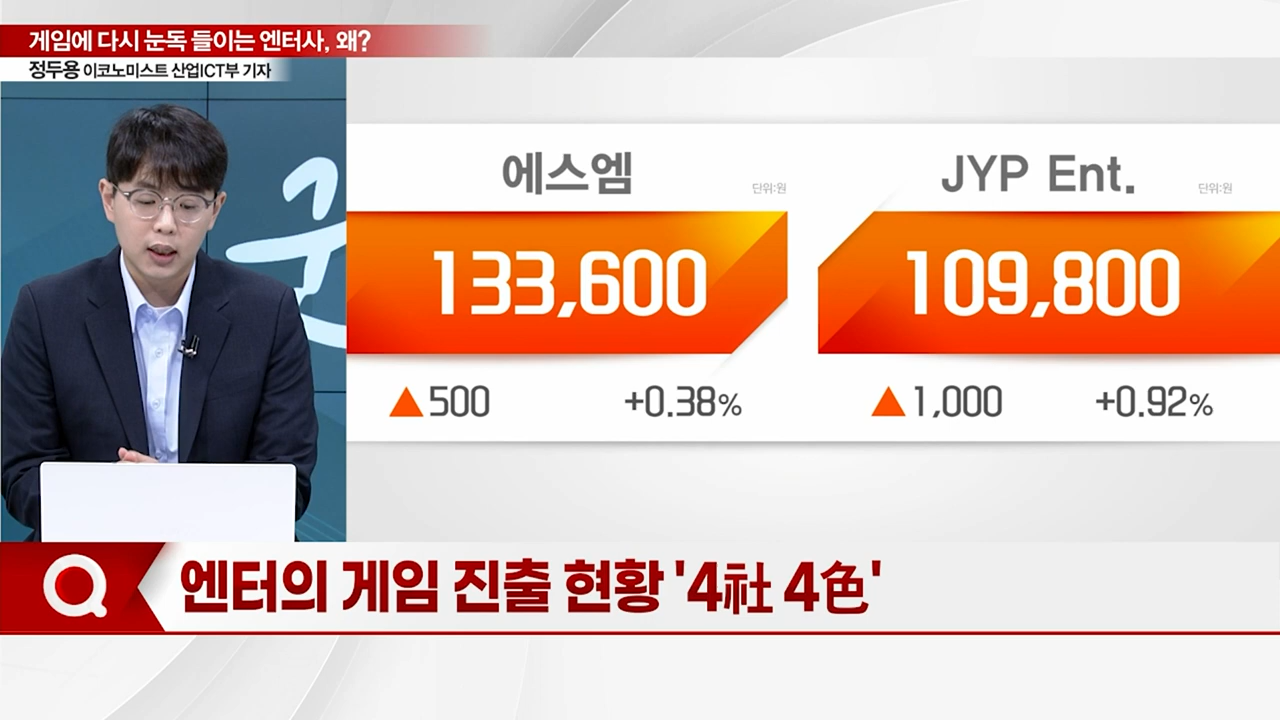 게임에 다시 눈독 들이는 엔터사, 왜?
정두용 이코노미스트 산업ICT부 기자
에스엠
단위:원
133,600
▲500 +0.38%
JYP Ent.
단위:원
109,800
▲1,000 +0.92%
Q 엔터의 게임 진출 현황 '4社 4色'